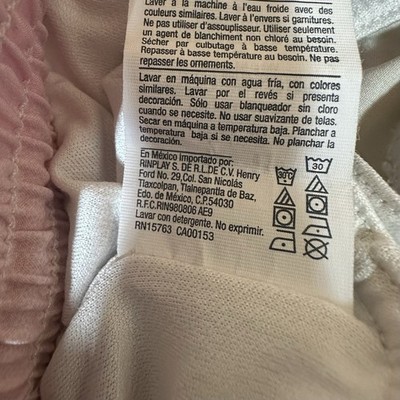 Laver à la machine à l'eau froide avec des
couleurs similaires. Laver à l'envers si garnitures.
Ne pas utiliser d'assouplisseur. Utiliser seulement
un agent de blanchiment non chloré au besoin.
Sécher par culbutage à basse température.
Repasser à basse température au besoin. Ne pas
repasser les ornements.
Lavar en máquina con agua fría, con colores
similares. Lavar por el revés si presenta
decoración. Sólo usar blanqueador sin cloro
cuando se necesite. No usar suavizante de telas.
Secar en máquina a temperatura baja. Planchar a
temperatura baja si se necesita. No planchar la
decoración.
En México importado por:
RINPLAY S. DE R.L.DE C.V. Henry
Ford No. 29,Col. San Nicolás
Tlaxcolpan, Tlalnepantla de Baz,
Edo. de México, C.P.54030
R.F.C.RIN980806 AE9
Lavar con detergente. No exprimir.
RN15763 CA00153
30°C
30